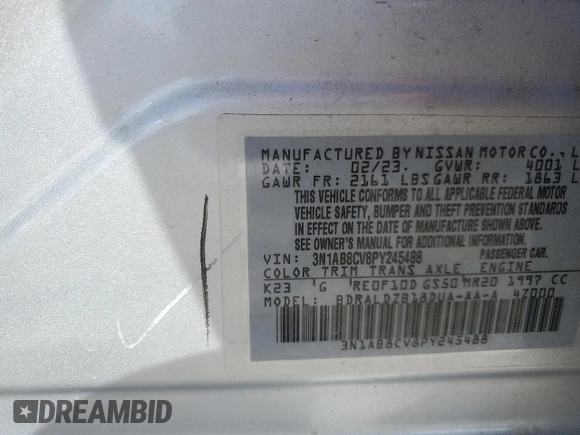 MANUFACTURED BY NISSAN MOTOR CO., L
DATE: 02/23. GVWR: 4001 L
GAWR FR: 2161 LBS GAWR RR: 1863 L
THIS VEHICLE CONFORMS TO ALL APPLICABLE FEDERAL MOTOR
VEHICLE SAFETY, BUMPER AND THEFT PREVENTION STANDARDS
IN EFFECT ON THE DATE OF MANUFACTURE SHOWN ABOVE.
SEE OWNER'S MANUAL FOR ADDITIONAL INFORMATION
VIN: 3N1AB8CV8PY245488 PASSENGER CAR.
COLOR TRIM TRANS AXLE ENGINE
K23 'G 'RE0F10D GS50 MR20 1997 CC
MODEL: BDRALDZB18DUA-AA-A 47000
3N1AB8CV8PY245488
DREAMBID